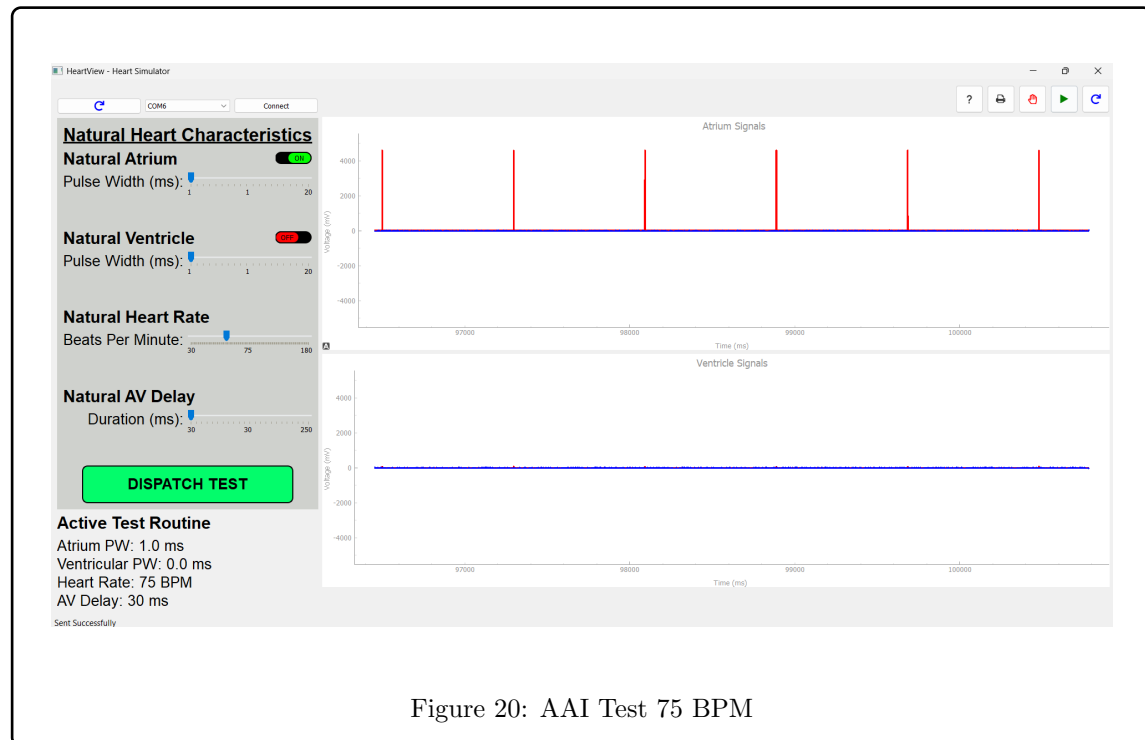 HeartView - Heart Simulator
COM6
Connect
?
Natural Heart Characteristics
Natural Atrium
ON
Pulse Width (ms):
1 1 20
Natural Ventricle
OFF
Pulse Width (ms):
1 1 20
Natural Heart Rate
Beats Per Minute:
30 75 180
Natural AV Delay
Duration (ms):
30 30 250
DISPATCH TEST
Active Test Routine
Atrium PW: 1.0 ms
Ventricular PW: 0.0 ms
Heart Rate: 75 BPM
AV Delay: 30 ms
Sent Successfully
Atrium Signals
Voltage (mV)
4000
2000
0
-2000
-4000
97000 98000 99000 100000
Time (ms)
A
Ventricle Signals
Voltage (mV)
4000
2000
0
-2000
-4000
97000 98000 99000 100000
Time (ms)
Figure 20: AAI Test 75 BPM